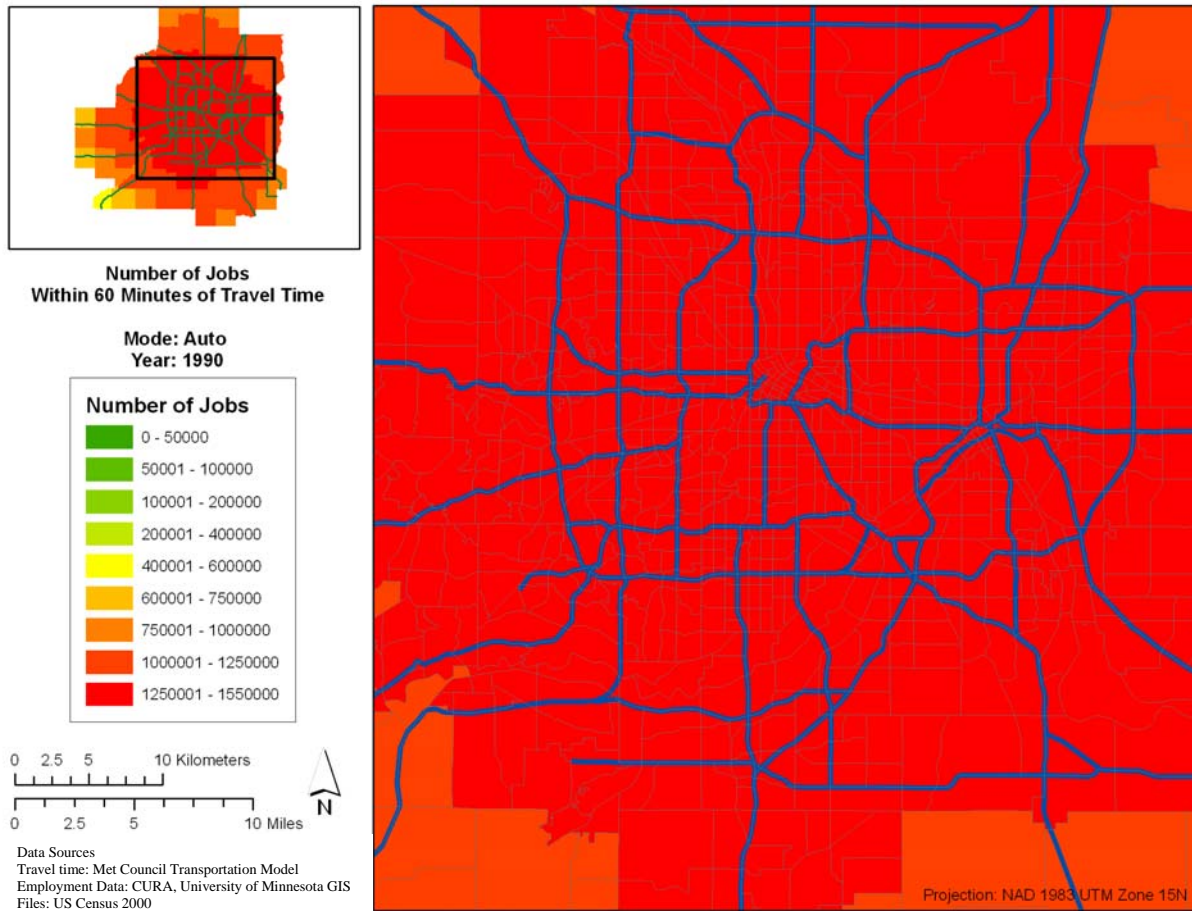 Number of Jobs
Within 60 Minutes of Travel Time
Mode: Auto
Year: 1990
Number of Jobs
0 - 50000
50001 - 100000
100001 - 200000
200001 - 400000
400001 - 600000
600001 - 750000
750001 - 1000000
1000001 - 1250000
1250001 - 1550000
0 2.5 5 10 Kilometers
0 2.5 5 10 Miles
N
Data Sources
Travel time: Met Council Transportation Model
Employment Data: CURA, University of Minnesota GIS
Files: US Census 2000
Projection: NAD 1983 UTM Zone 15N